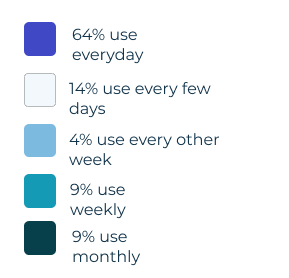 64% use
everyday
14% use every few
days
4% use every other
week
9% use
weekly
9% use
monthly